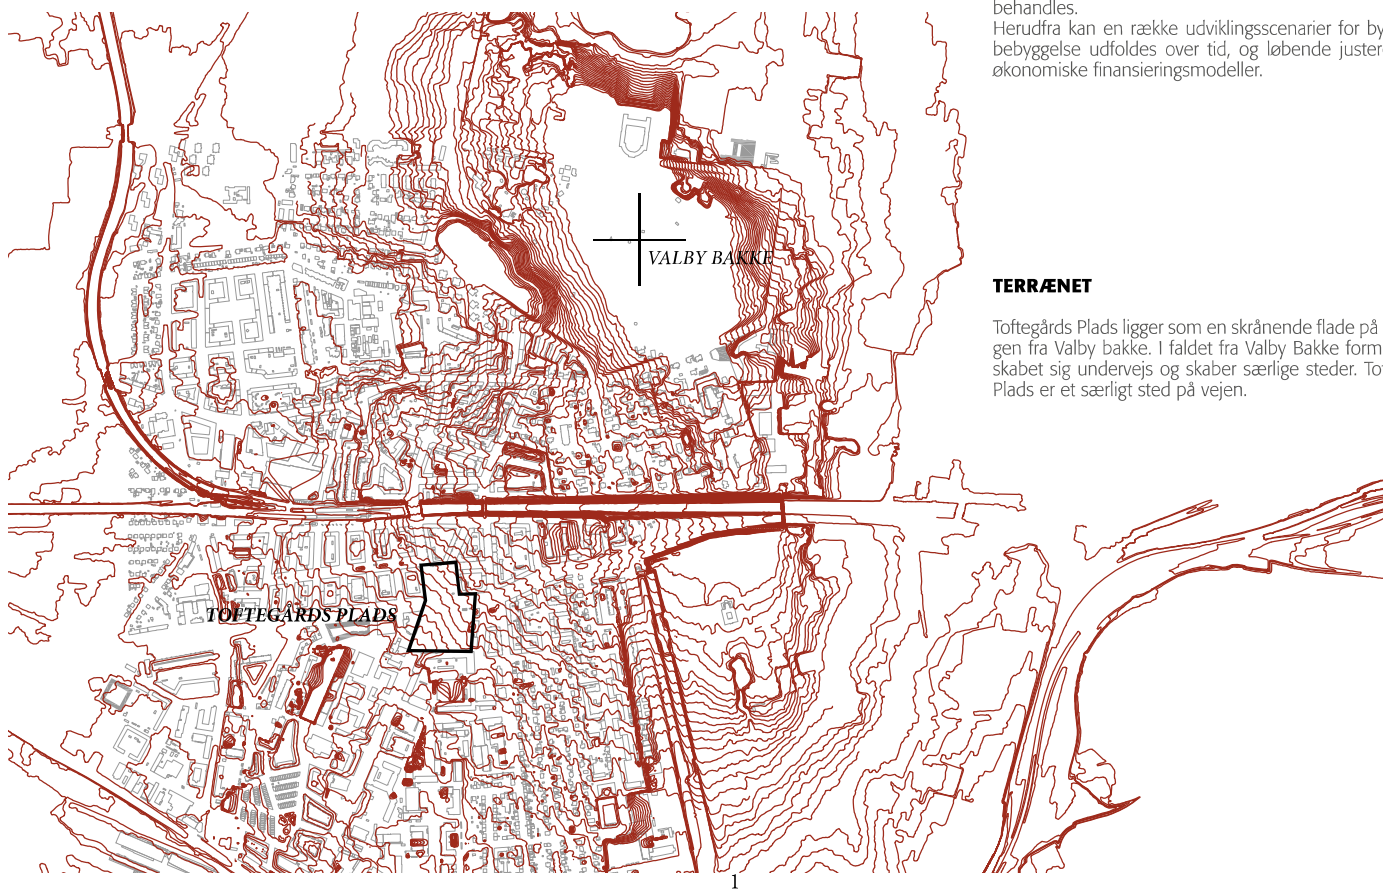 behandles.
Herudfra kan en række udviklingsscenarier for by
bebyggelse udfoldes over tid, og løbende juster
økonomiske finansieringsmodeller.
VALBY BAKKE
TERRÆNET
Toftegårds Plads ligger som en skrånende flade på
gen fra Valby bakke. I faldet fra Valby Bakke form
skabet sig undervejs og skaber særlige steder. Tof
Plads er et særligt sted på vejen.
TOFTEGÅRDS PLADS
1